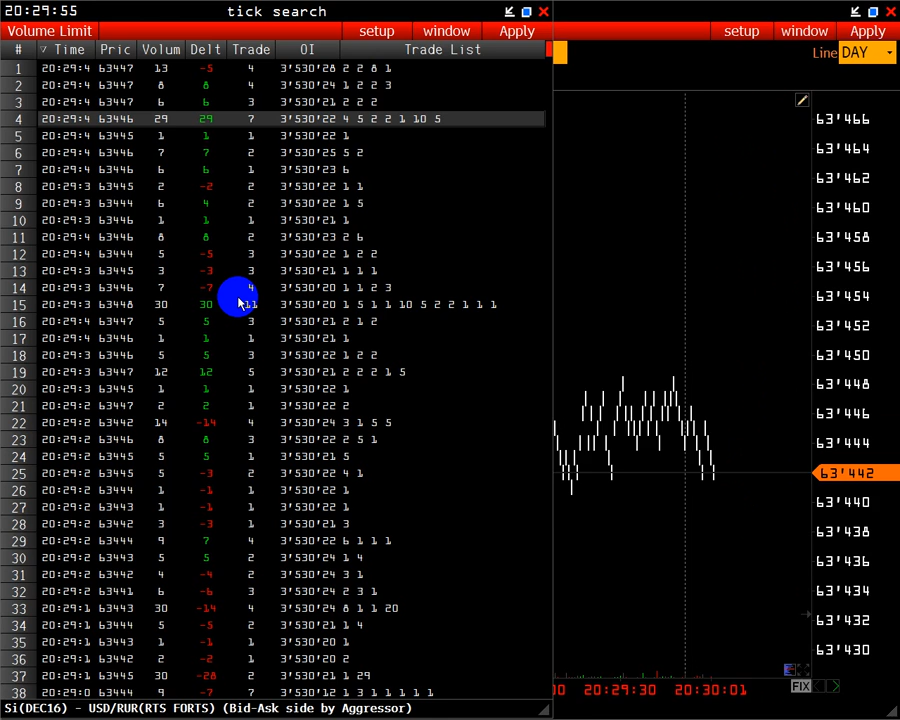 20:29:55 tick search
Volume Limit setup window Apply
# ▽ Time Pric Volum Delt Trade OI Trade List
1 20:29:4 63447 13 -5 4 3'530'28 2 2 8 1
2 20:29:4 63447 8 8 4 3'530'24 1 2 2 3
3 20:29:4 63447 6 6 3 3'530'21 2 2 2
4 20:29:4 63446 29 29 7 3'530'22 4 5 2 2 1 10 5
5 20:29:4 63446 1 1 1 3'530'22 1
6 20:29:4 63446 7 7 2 3'530'25 5 2
7 20:29:4 63446 6 6 1 3'530'23 6
8 20:29:3 63445 2 -2 2 3'530'22 1 1
9 20:29:3 63444 6 4 2 3'530'22 1 5
10 20:29:3 63446 1 1 1 3'530'21 1
11 20:29:4 63446 8 8 2 3'530'22 2 6
12 20:29:4 63444 5 -5 3 3'530'22 1 2 2
13 20:29:4 63445 3 -3 3 3'530'21 1 1 1
14 20:29:3 63446 7 -7 4 3'530'20 1 1 2 3
15 20:29:3 63448 30 30 11 3'530'20 1 5 1 1 10 5 2 2 1 1 1
16 20:29:4 63447 5 5 3 3'530'22 2 1 2
17 20:29:3 63446 1 1 1 3'530'21 1
18 20:29:3 63446 5 5 3 3'530'22 1 2 2
19 20:29:3 63447 12 12 5 3'530'21 2 2 2 1 5
20 20:29:2 63445 1 1 1 3'530'22 1
21 20:29:2 63447 2 2 1 3'530'22 2
22 20:29:2 63442 14 -14 4 3'530'24 3 1 5 5
23 20:29:2 63446 8 8 3 3'530'22 2 5 1
24 20:29:2 63445 5 5 1 3'530'21 5
25 20:29:2 63445 5 -3 2 3'530'22 4 1
26 20:29:2 63444 1 -1 1 3'530'22 1
27 20:29:2 63443 1 -1 1 3'530'22 1
28 20:29:2 63442 3 -3 1 3'530'21 3
29 20:29:2 63444 9 7 4 3'530'22 6 1 1 1
30 20:29:2 63443 5 5 2 3'530'24 1 4
31 20:29:2 63442 4 -4 2 3'530'24 3 1
32 20:29:2 63441 6 -6 3 3'530'24 2 3 1
33 20:29:1 63443 30 -14 4 3'530'24 8 1 1 20
34 20:29:1 63444 5 -5 2 3'530'21 1 4
35 20:29:1 63443 1 -1 1 3'530'20 1
36 20:29:1 63442 2 -2 1 3'530'20 2
37 20:29:1 63445 30 -28 2 3'530'21 1 29
38 20:29:0 63444 9 -7 7 3'530'12 1 3 1 1 1 1 1
Si(DEC16) - USD/RUR(RTS FORTS) (Bid-Ask side by Aggressor)
setup window Apply
Line DAY
63'466
63'464
63'462
63'460
63'458
63'456
63'454
63'452
63'450
63'448
63'446
63'444
63'442
63'440
63'438
63'436
63'434
63'432
63'430
00 20:29:30 20:30:01 FIX